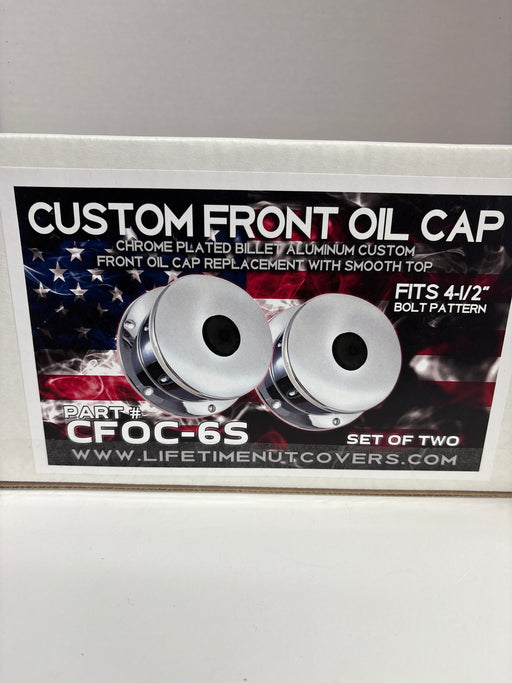 CUSTOM FRONT OIL CAP
CHROME PLATED BILLET ALUMINUM CUSTOM
FRONT OIL CAP REPLACEMENT WITH SMOOTH TOP
FITS 4-1/2"
BOLT PATTERN
PART #:
CFOC-6S
SET OF TWO
WWW.LIFETIMENUTCOVERS.COM